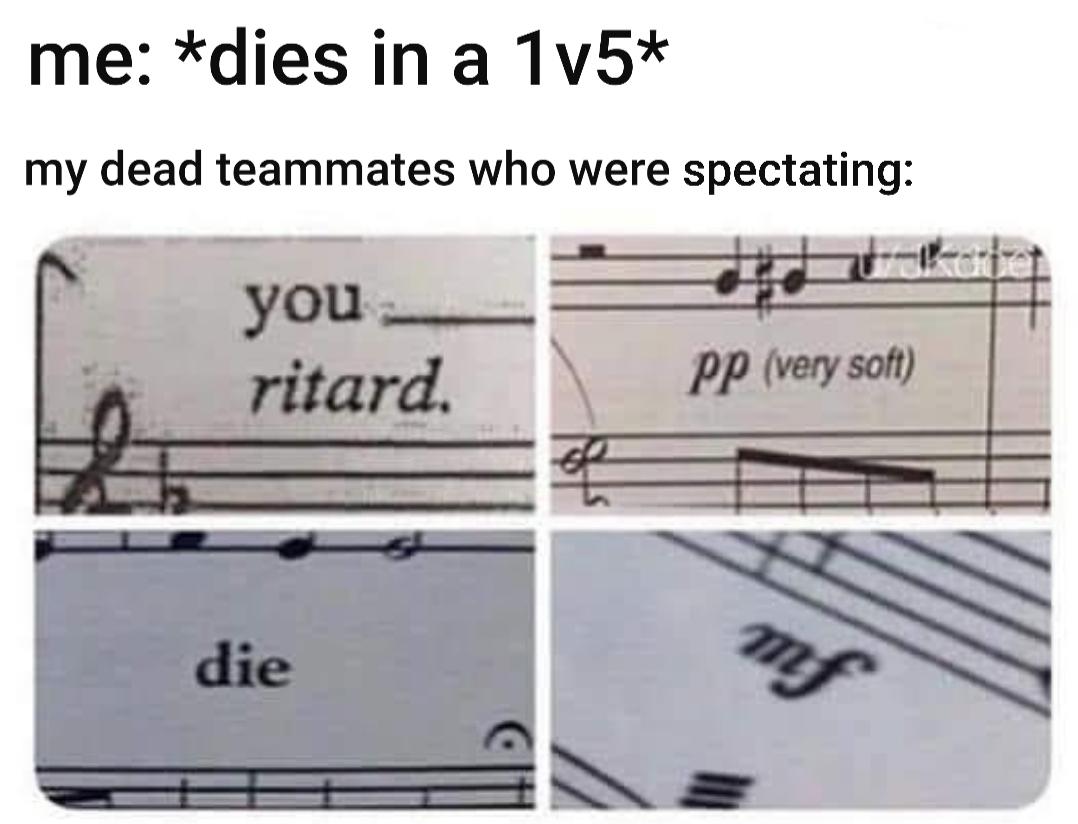 me: *dies in a 1v5*
my dead teammates who were spectating:
you
ritard.
pp (very soft)
die
mf